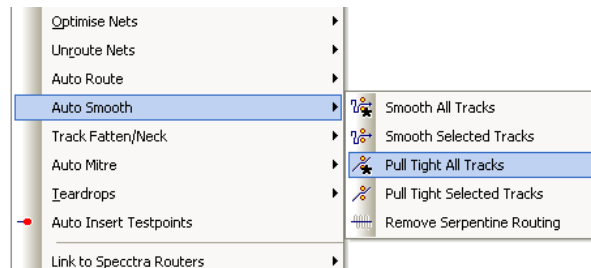 Optimise Nets
Unroute Nets
Auto Route
Auto Smooth
Track Fatten/Neck
Auto Mitre
Teardrops
Auto Insert Testpoints
Link to Specctra Routers
Smooth All Tracks
Smooth Selected Tracks
Pull Tight All Tracks
Pull Tight Selected Tracks
Remove Serpentine Routing